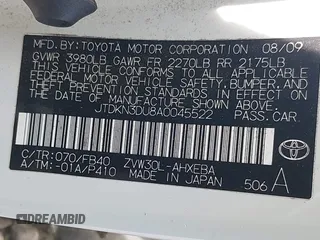 MFD. BY: TOYOTA MOTOR CORPORATION 08/09
GVWR 3980LB GAWR FR 2270LB RR 2175LB
THIS VEHICLE CONFORMS TO ALL APPLICABLE
FEDERAL MOTOR VEHICLE SAFETY, BUMPER, AND
THEFT PREVENTION STANDARDS IN EFFECT ON
THE DATE OF MANUFACTURE SHOWN ABOVE.
JTDKN3DU8A0045522 PASS. CAR
C/TR: 070/FB40 ZVW30L-AHXEBA
A/TM: -01A/P410 MADE IN JAPAN
506 A
TOYOTA
DREAMBID